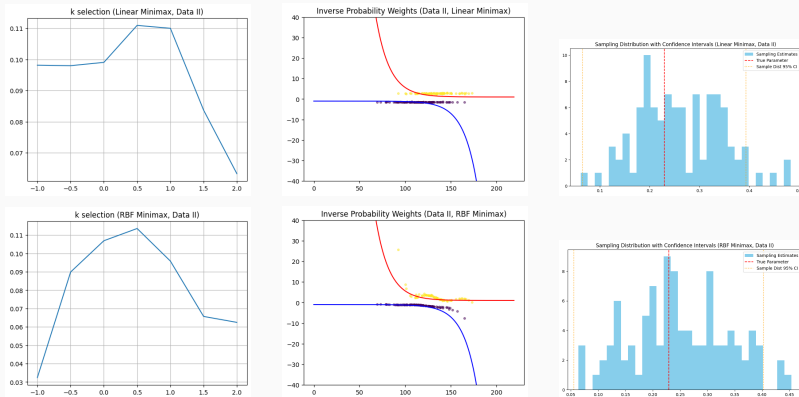 k selection (Linear Minimax, Data II)
0.11
0.10
0.09
0.08
0.07
-1.0 -0.5 0.0 0.5 1.0 1.5 2.0
Inverse Probability Weights (Data II, Linear Minimax)
40
30
20
10
0
-10
-20
-30
-40
0 50 100 150 200
Sampling Distribution with Confidence Intervals (Linear Minimax, Data II)
Sampling Estimates
True Parameter
Sample Dist 95% CI
10
8
6
4
2
0
0.1 0.2 0.3 0.4
k selection (RBF Minimax, Data II)
0.11
0.10
0.09
0.08
0.07
0.06
0.05
0.04
0.03
-1.0 -0.5 0.0 0.5 1.0 1.5 2.0
Inverse Probability Weights (Data II, RBF Minimax)
40
30
20
10
0
-10
-20
-30
-40
0 50 100 150 200
Sampling Distribution with Confidence Intervals (RBF Minimax, Data II)
Sampling Estimates
True Parameter
Sample Dist 95% CI
8
6
4
2
0
0.05 0.10 0.15 0.20 0.25 0.30 0.35 0.40 0.45